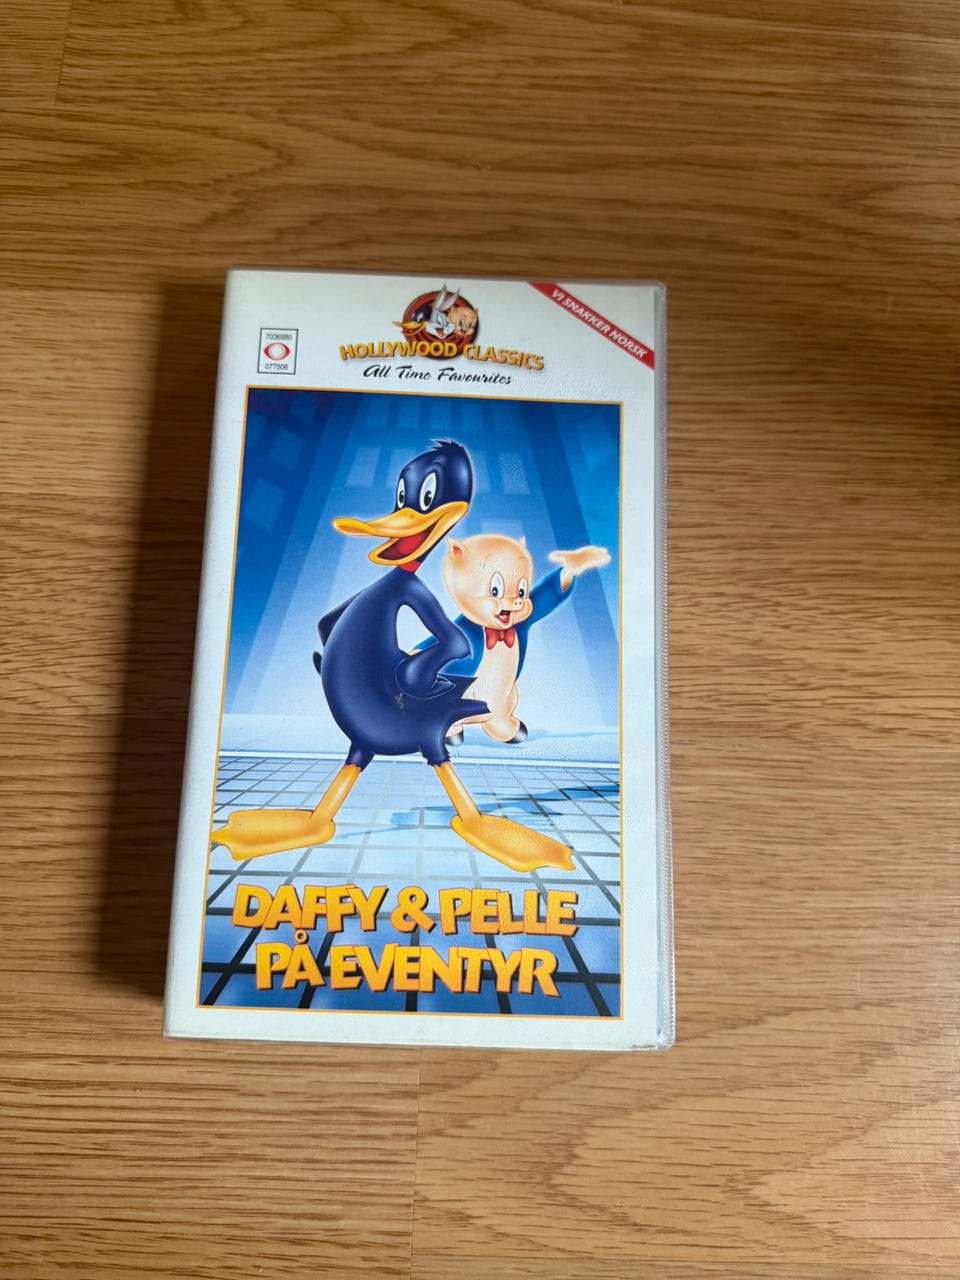 7036980
077506
HOLLYWOOD CLASSICS
All Time Favourites
VI SNAKKER NORSK
DAFFY & PELLE
PÅ EVENTYR